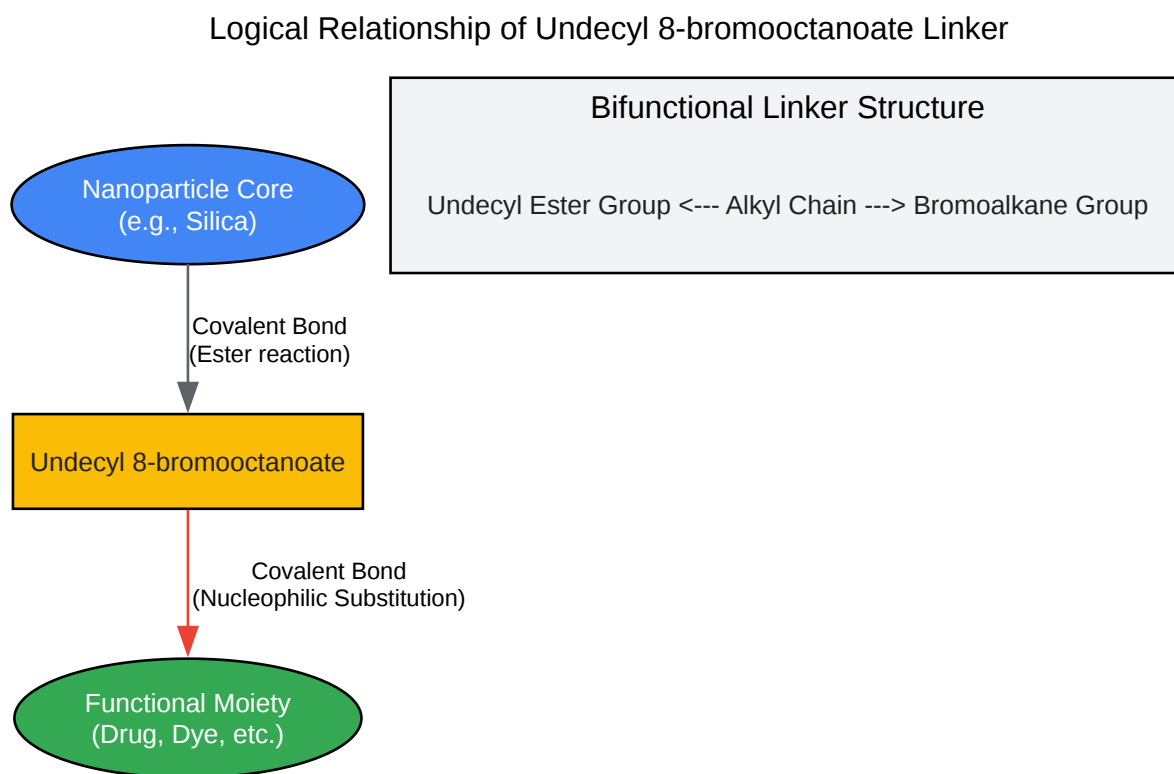 Logical Relationship of Undecyl 8-bromooctanoate Linker
Bifunctional Linker Structure
Undecyl Ester Group <--- Alkyl Chain ---> Bromoalkane Group
Nanoparticle Core
(e.g., Silica)
Covalent Bond
(Ester reaction)
Undecyl 8-bromooctanoate
Covalent Bond
(Nucleophilic Substitution)
Functional Moiety
(Drug, Dye, etc.)